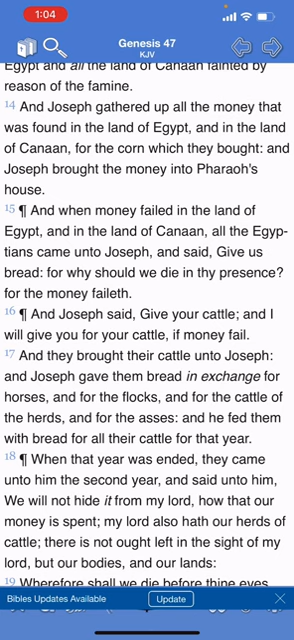 1:04
Genesis 47
KJV
Egypt and all the land of Canaan fainted by
reason of the famine.
14 And Joseph gathered up all the money that
was found in the land of Egypt, and in the land
of Canaan, for the corn which they bought: and
Joseph brought the money into Pharaoh's
house.
15 ¶ And when money failed in the land of
Egypt, and in the land of Canaan, all the Egyp-
tians came unto Joseph, and said, Give us
bread: for why should we die in thy presence?
for the money faileth.
16 ¶ And Joseph said, Give your cattle; and I
will give you for your cattle, if money fail.
17 And they brought their cattle unto Joseph:
and Joseph gave them bread in exchange for
horses, and for the flocks, and for the cattle of
the herds, and for the asses: and he fed them
with bread for all their cattle for that year.
18 ¶ When that year was ended, they came
unto him the second year, and said unto him,
We will not hide it from my lord, how that our
money is spent; my lord also hath our herds of
cattle; there is not ought left in the sight of my
lord, but our bodies, and our lands:
19 Wherefore shall we die before thine eyes
Bibles Updates Available
Update